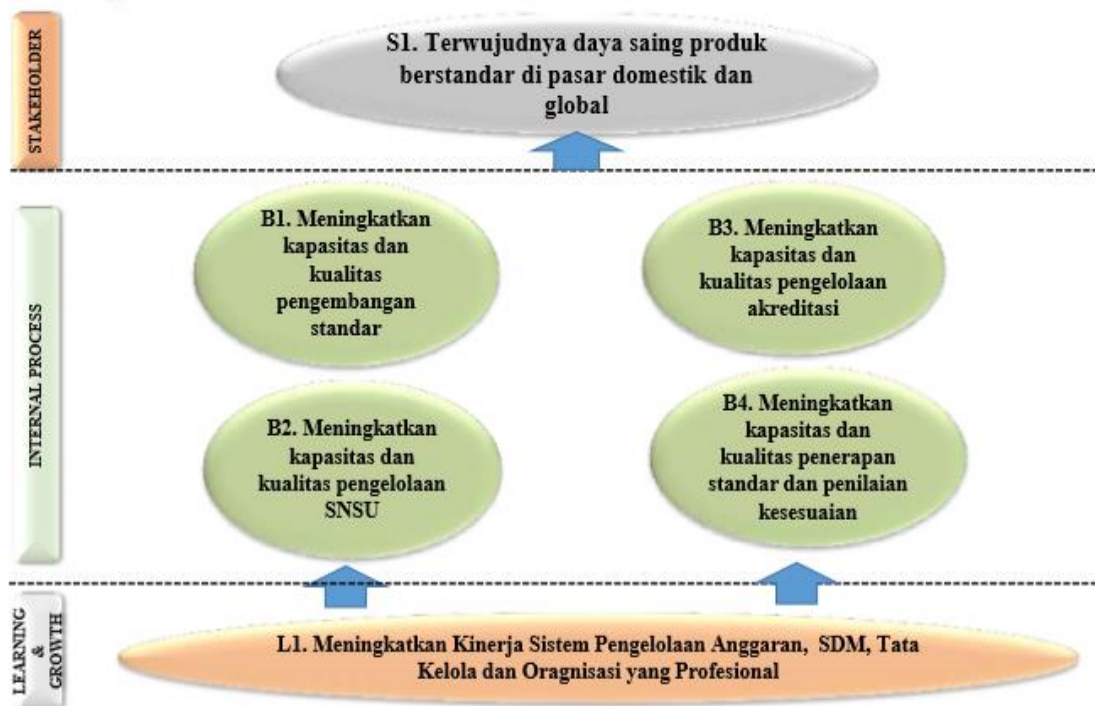 STAKEHOLDER
S1. Terwujudnya daya saing produk
berstandar di pasar domestik dan
global
INTERNAL PROCESS
B1. Meningkatkan
kapasitas dan
kualitas
pengembangan
standar
B3. Meningkatkan
kapasitas dan
kualitas pengelolaan
akreditasi
B2. Meningkatkan
kapasitas dan
kualitas pengelolaan
SNSU
B4. Meningkatkan
kapasitas dan
kualitas penerapan
standar dan penilaian
kesesuaian
LEARNING
&
GROWTH
L1. Meningkatkan Kinerja Sistem Pengelolaan Anggaran, SDM, Tata
Kelola dan Oragnisasi yang Profesional